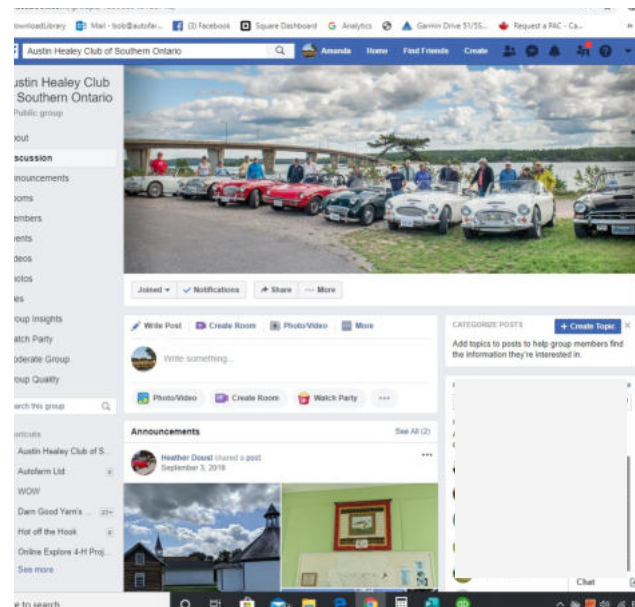 Mail - bob@autofar...
(3) Facebook
Square Dashboard
Analytics
Garmin Drive 51/5S...
Request a PAC - Ca...
Austin Healey Club of Southern Ontario
Amanda
Home
Find Friends
Create
ustin Healey Club
Southern Ontario
Public group
out
scussion
nouncements
oms
embers
ents
deos
otos
es
oup Insights
atch Party
oderate Group
oup Quality
earch this group
ortcuts
Austin Healey Club of S...
Autofarm Ltd
WOW
Darn Good Yarn's ... 20+
Hot off the Hook
Online Explore 4-H Proj...
See more
Joined
Notifications
Share
More
Write Post
Create Room
Photo/Video
More
Write something...
Photo/Video
Create Room
Watch Party
Announcements
See All (2)
Heather Doust shared a post
September 3, 2018
CATEGORIZE POSTS
+ Create Topic
Add topics to posts to help group members find
the information they're interested in.
Chat
e to search